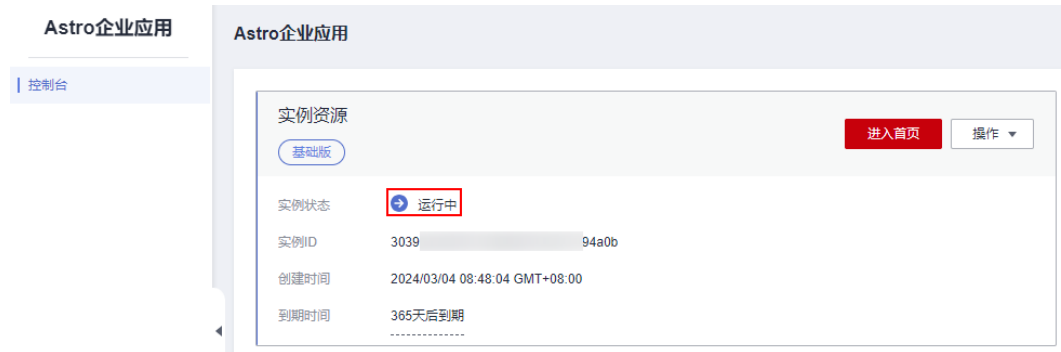 Astro企业应用
控制台
Astro企业应用
实例资源
基础版
进入首页
操作
实例状态 运行中
实例ID 3039 94a0b
创建时间 2024/03/04 08:48:04 GMT+08:00
到期时间 365天后到期